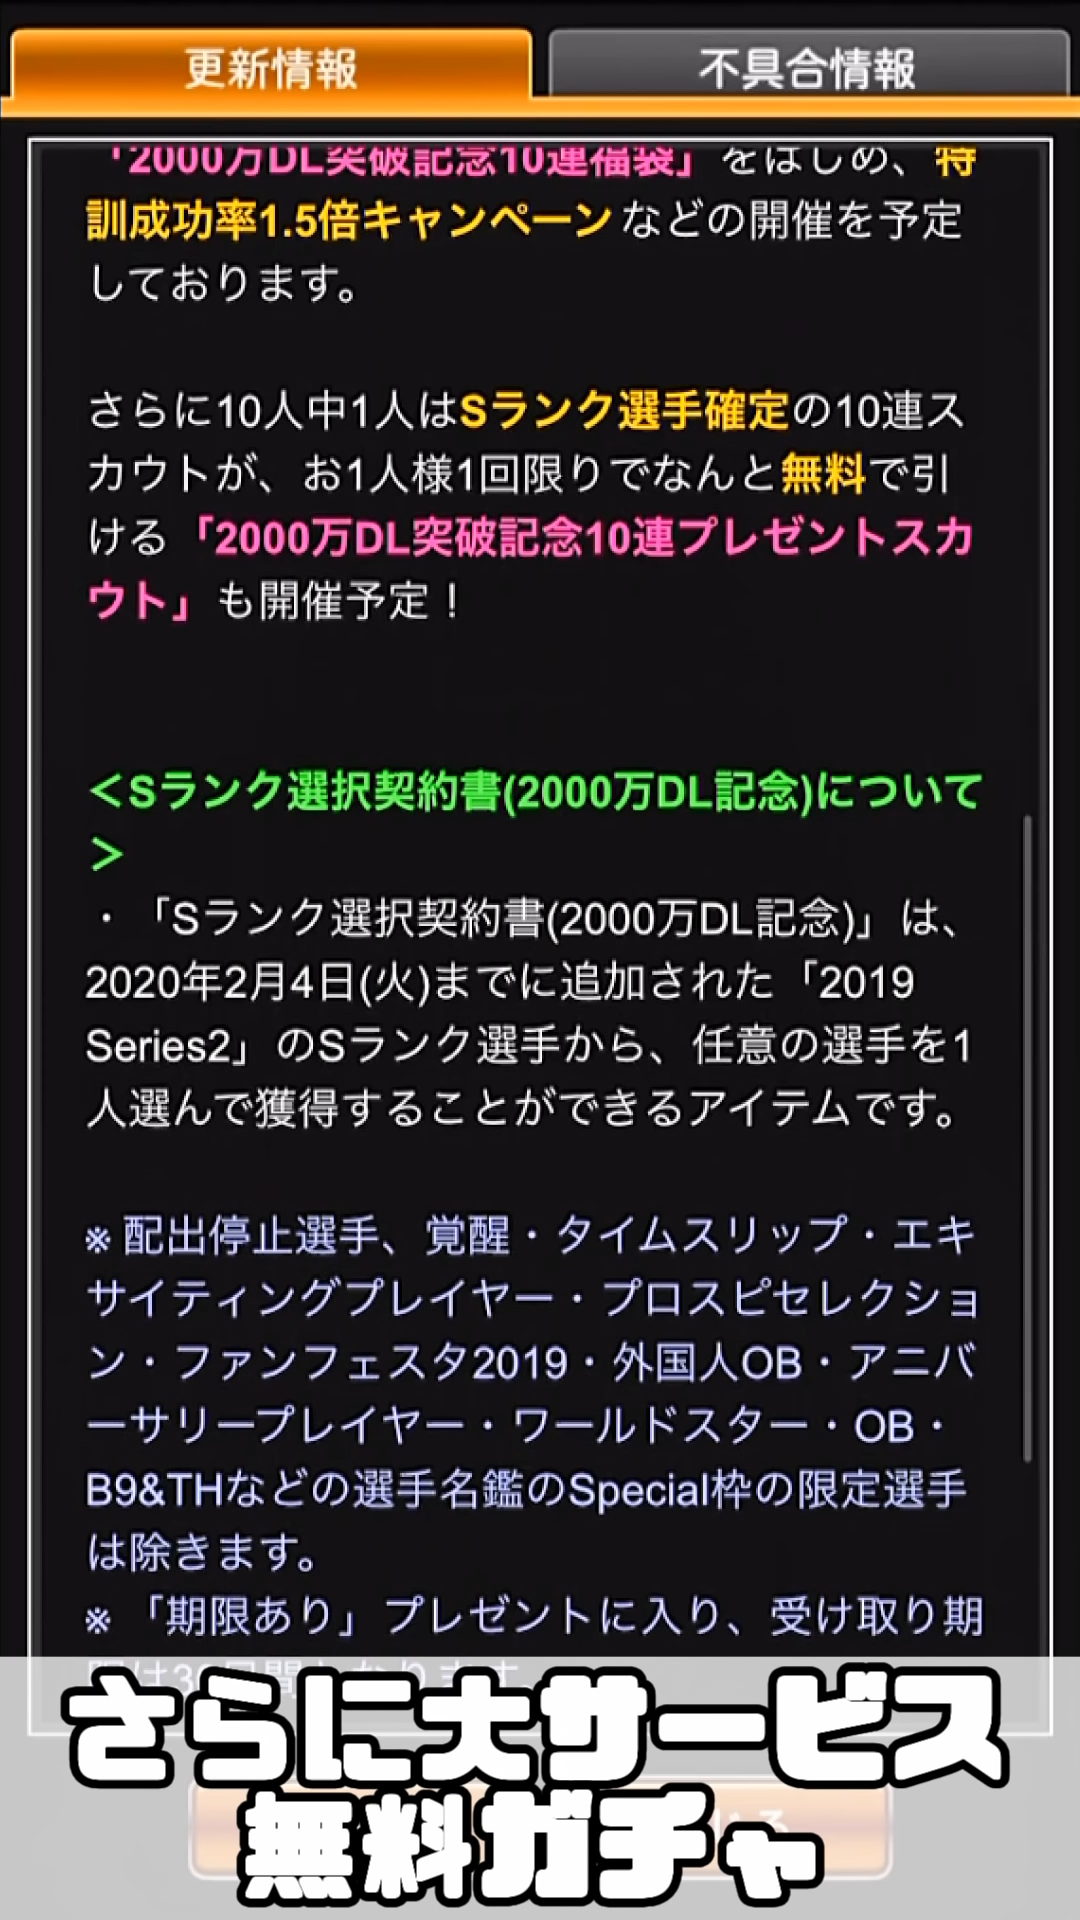 更新情報
不具合情報
「2000万DL突破記念10連福袋」をはじめ、特
訓成功率1.5倍キャンペーンなどの開催を予定
しております。
さらに10人中1人はSランク選手確定の10連ス
カウトが、お1人様1回限りでなんと無料で引
ける「2000万DL突破記念10連プレゼントスカ
ウト」も開催予定！
＜Sランク選択契約書(2000万DL記念)について
＞
・「Sランク選択契約書(2000万DL記念)」は、
2020年2月4日(火)までに追加された「2019
Series2」のSランク選手から、任意の選手を1
人選んで獲得することができるアイテムです。
※配出停止選手、覚醒・タイムスリップ・エキ
サイティングプレイヤー・プロスピセレクショ
ン・ファンフェスタ2019・外国人OB・アニバ
ーサリープレイヤー・ワールドスター・OB・
B9&THなどの選手名鑑のSpecial枠の限定選手
は除きます。
※「期限あり」プレゼントに入り、受け取り期
さらに大サービス
無料ガチャ